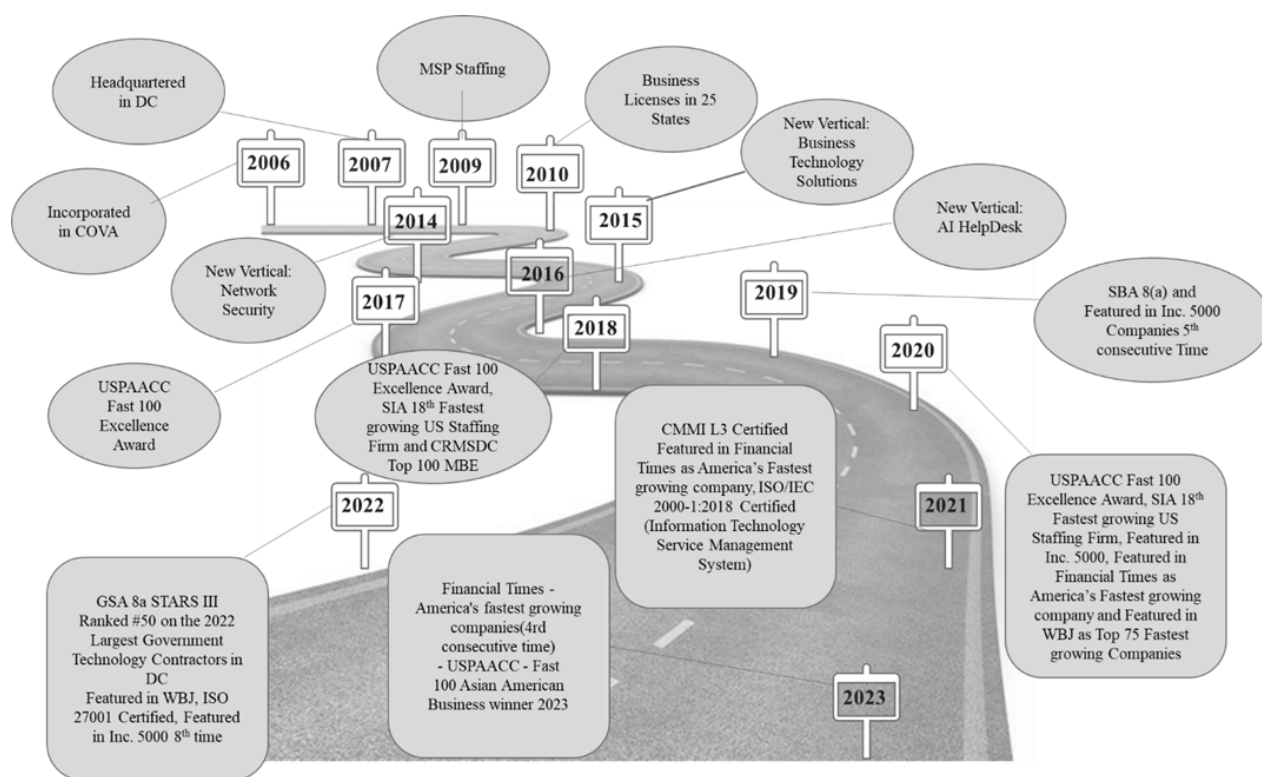 MSP Staffing
Headquartered
in DC
Business
Licenses in 25
States
New Vertical:
Business
Technology
Solutions
2006
2007
2009
2010
Incorporated
in COVA
2014
2015
New Vertical:
AI HelpDesk
New Vertical:
Network
Security
2016
2017
2018
2019
SBA 8(a) and
Featured in Inc. 5000
Companies 5th
consecutive Time
2020
USPAACC
Fast 100
Excellence
Award
USPAACC Fast 100
Excellence Award,
SIA 18th Fastest
growing US Staffing
Firm and CRMSDC
Top 100 MBE
CMMI L3 Certified
Featured in Financial
Times as America’s Fastest
growing company, ISO/IEC
2000-1:2018 Certified
(Information Technology
Service Management
System)
2021
USPAACC Fast 100
Excellence Award, SIA 18th
Fastest growing US
Staffing Firm, Featured in
Inc. 5000, Featured in
Financial Times as
America’s Fastest growing
company and Featured in
WBJ as Top 75 Fastest
growing Companies
2022
GSA 8a STARS III
Ranked #50 on the 2022
Largest Government
Technology Contractors in
DC
Featured in WBJ, ISO
27001 Certified, Featured
in Inc. 5000 8th time
Financial Times -
America's fastest growing
companies(4rd
consecutive time)
- USPAACC - Fast
100 Asian American
Business winner 2023
2023